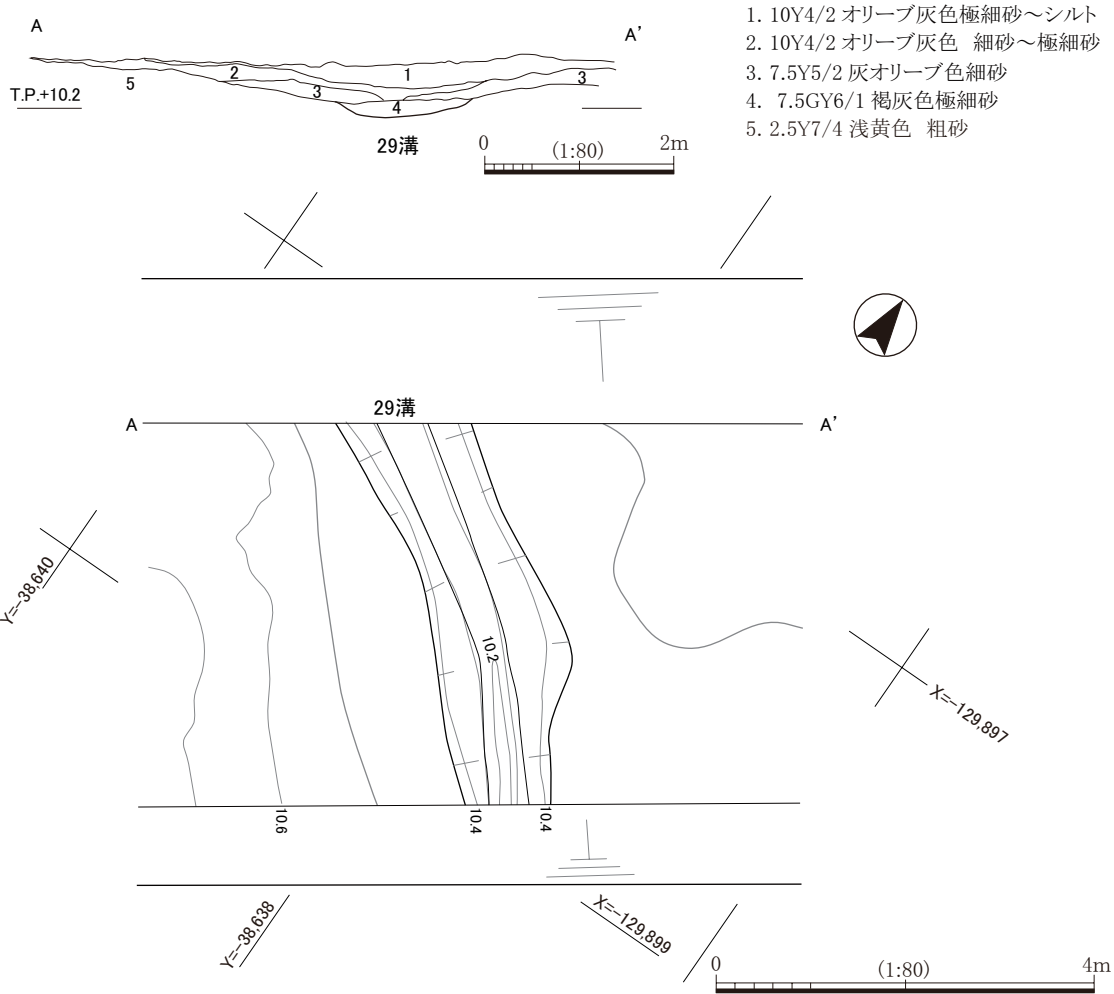 A
A'
1. 10Y4/2 オリーブ灰色極細砂～シルト
2. 10Y4/2 オリーブ灰色 細砂～極細砂
3. 7.5Y5/2 灰オリーブ色細砂
4. 7.5GY6/1 褐灰色極細砂
5. 2.5Y7/4 浅黄色 粗砂
1
2
3
3
4
5
T.P.+10.2
29溝
0 (1:80) 2m
29溝
A
A'
Y=-38,640
10.2
X=-129,897
10.6
10.4
10.4
Y=-38,638
X=-129,899
0 (1:80) 4m